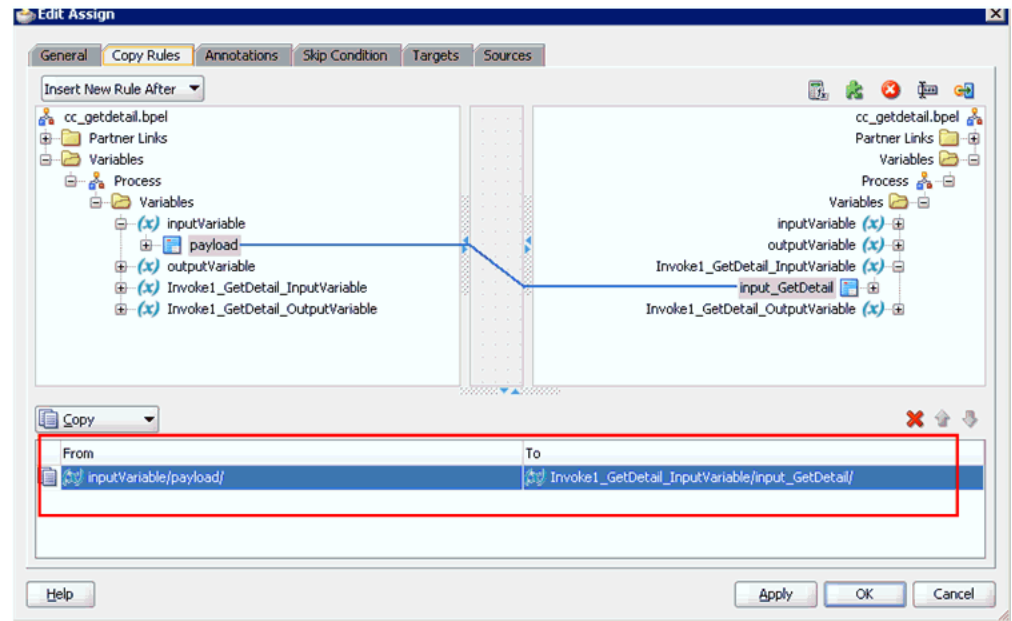 Edit Assign
General Copy Rules Annotations Skip Condition Targets Sources
Insert New Rule After
cc_getdetail.bpel
Partner Links
Variables
Process
Variables
(x) inputVariable
payload
(x) outputVariable
(x) Invoke1_GetDetail_InputVariable
(x) Invoke1_GetDetail_OutputVariable
cc_getdetail.bpel
Partner Links
Variables
Process
Variables
inputVariable (x)
outputVariable (x)
Invoke1_GetDetail_InputVariable (x)
input_GetDetail
Invoke1_GetDetail_OutputVariable (x)
Copy
From To
inputVariable/payload/ Invoke1_GetDetail_InputVariable/input_GetDetail/
Help Apply OK Cancel